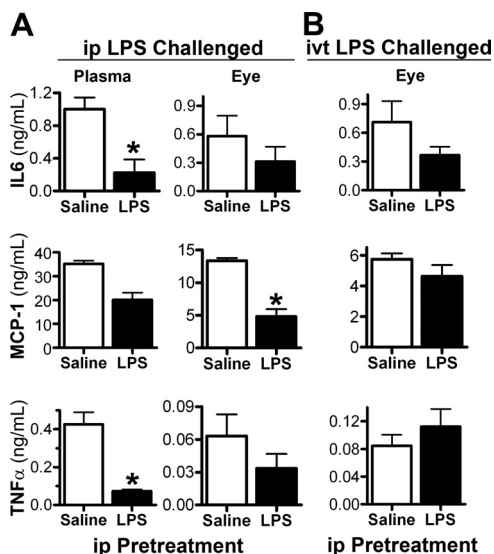 A
B
ip LPS Challenged
ivt LPS Challenged
Plasma
Eye
Eye
IL6 (ng/mL)
1.2
0.8
0.4
0.0
*
Saline LPS
0.9
0.6
0.3
0.0
Saline LPS
0.9
0.6
0.3
0.0
Saline LPS
MCP-1 (ng/mL)
40
30
20
10
0
Saline LPS
15
10
5
0
*
Saline LPS
6
4
2
0
Saline LPS
TNFα (ng/mL)
0.4
0.2
0.0
*
Saline LPS
0.09
0.06
0.03
0.00
Saline LPS
0.12
0.08
0.04
0.00
Saline LPS
ip Pretreatment
ip Pretreatment